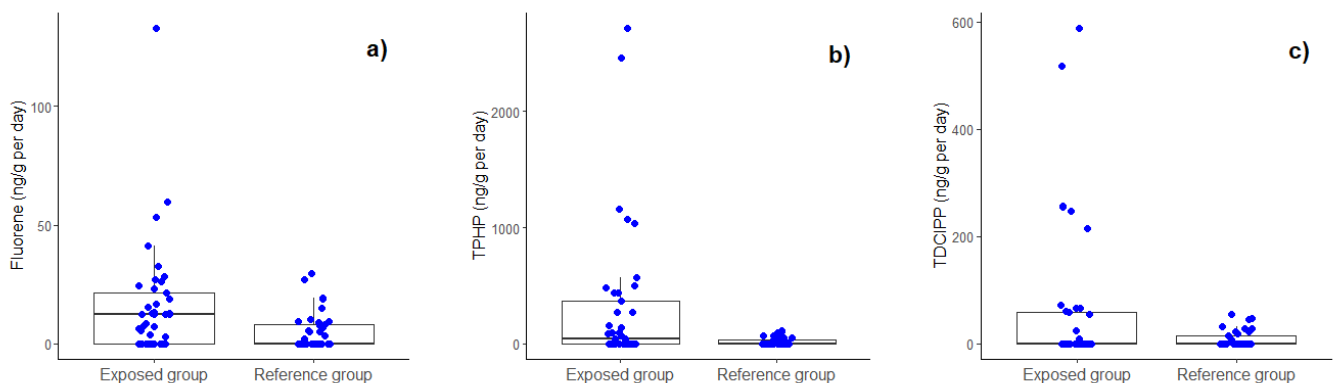 a)
Fluorene (ng/g per day)
100
50
0
Exposed group
Reference group
b)
TPHP (ng/g per day)
2000
1000
0
Exposed group
Reference group
c)
TDCIPP (ng/g per day)
600
400
200
0
Exposed group
Reference group